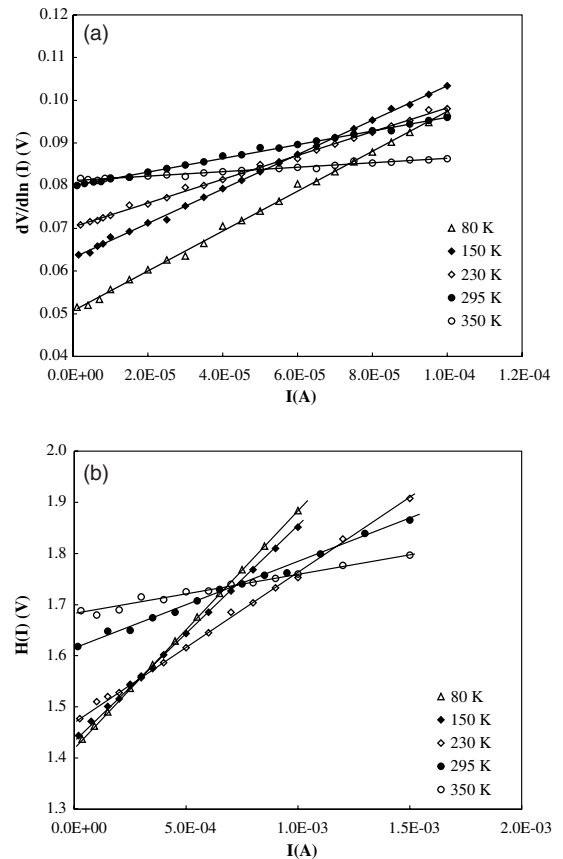 (a)
0.12
0.11
0.10
0.09
0.08
0.07
0.06
0.05
0.04
dV/dln (I) (V)
80 K
150 K
230 K
295 K
350 K
0.0E+00 2.0E-05 4.0E-05 6.0E-05 8.0E-05 1.0E-04 1.2E-04
I(A)
(b)
2.0
1.9
1.8
1.7
1.6
1.5
1.4
1.3
H(I) (V)
80 K
150 K
230 K
295 K
350 K
0.0E+00 5.0E-04 1.0E-03 1.5E-03 2.0E-03
I(A)